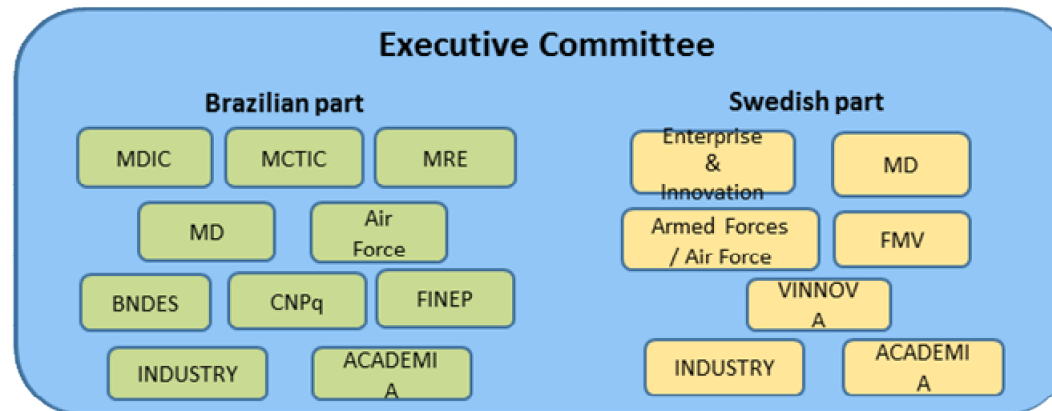 Executive Committee
Brazilian part
MDIC
MCTIC
MRE
MD
Air
Force
BNDES
CNPq
FINEP
INDUSTRY
ACADEMI
A
Swedish part
Enterprise
&
Innovation
MD
Armed Forces
/ Air Force
FMV
VINNOV
A
INDUSTRY
ACADEMI
A